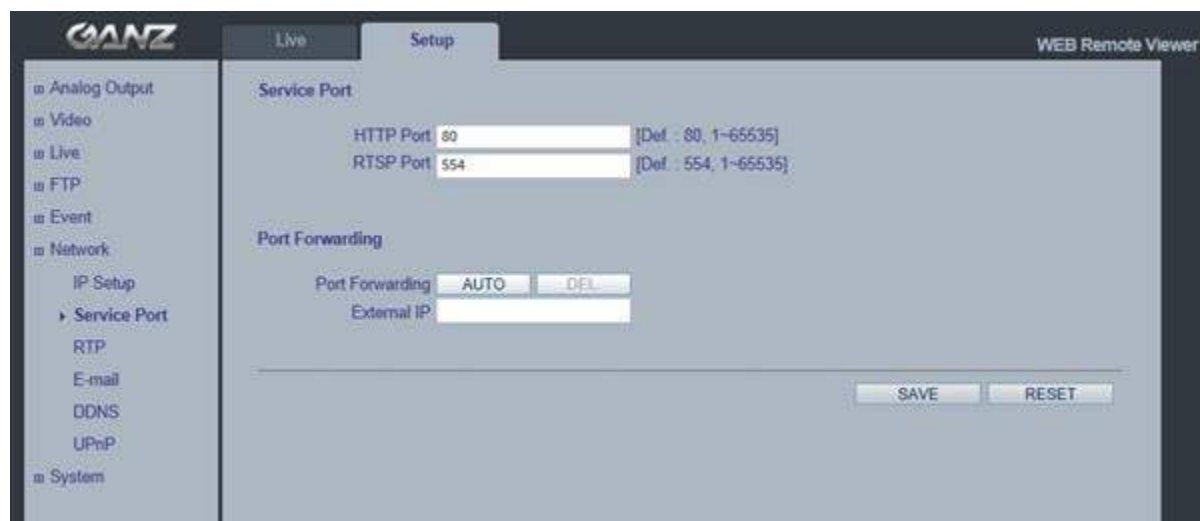 GANZ
Live
Setup
WEB Remote Viewer
Analog Output
Video
Live
FTP
Event
Network
IP Setup
Service Port
RTP
E-mail
DDNS
UPnP
System
Service Port
HTTP Port 80 [Def. : 80, 1~65535]
RTSP Port 554 [Def. : 554, 1~65535]
Port Forwarding
Port Forwarding AUTO DEL
External IP
SAVE RESET